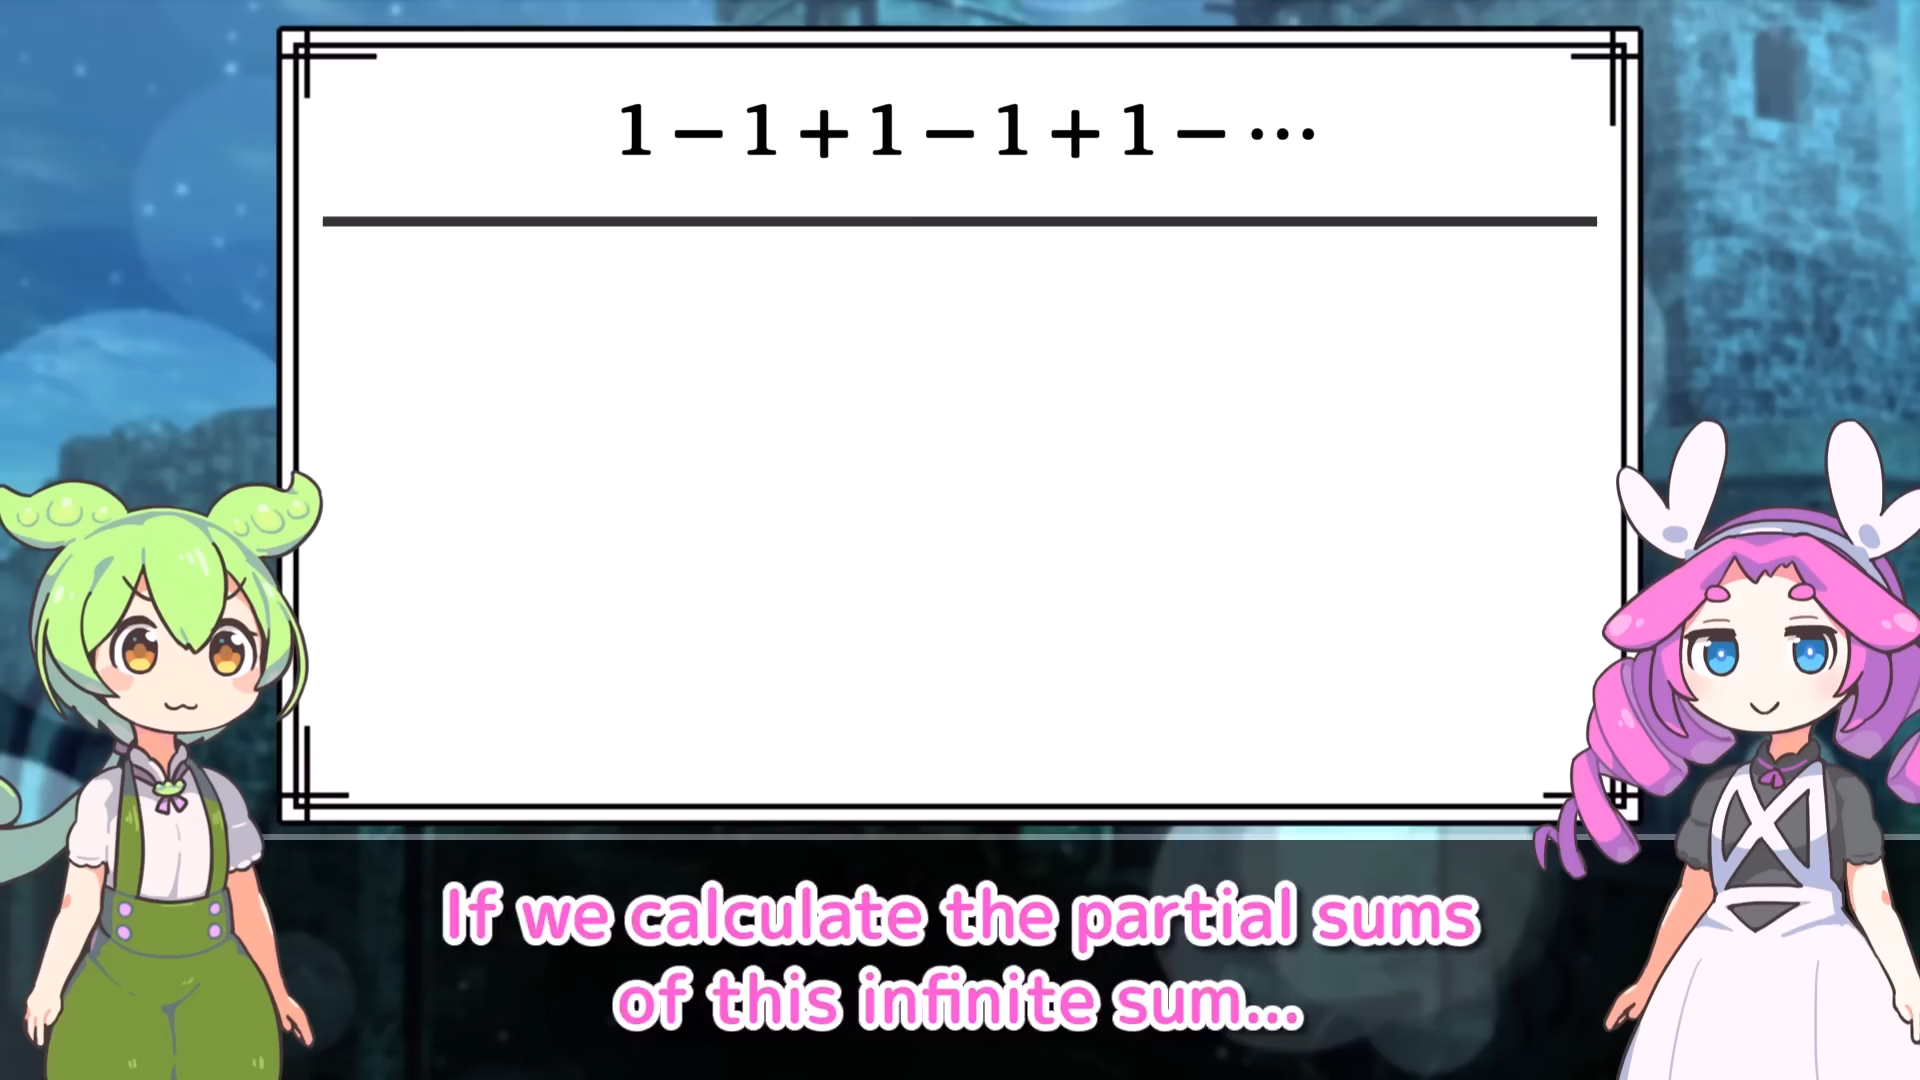 1 − 1 + 1 − 1 + 1 − ⋯
If we calculate the partial sums
of this infinite sum...